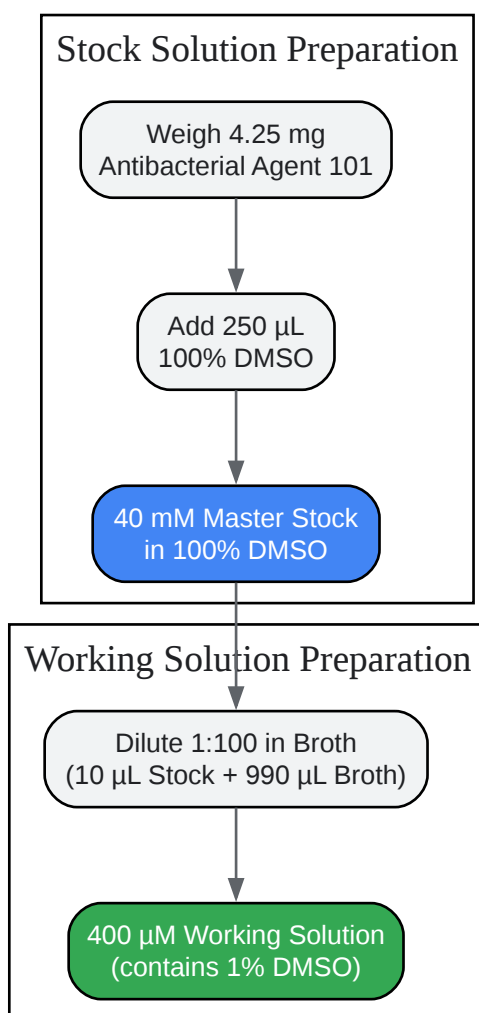 Stock Solution Preparation
Weigh 4.25 mg
Antibacterial Agent 101
Add 250 µL
100% DMSO
40 mM Master Stock
in 100% DMSO
Working Solution Preparation
Dilute 1:100 in Broth
(10 µL Stock + 990 µL Broth)
400 µM Working Solution
(contains 1% DMSO)